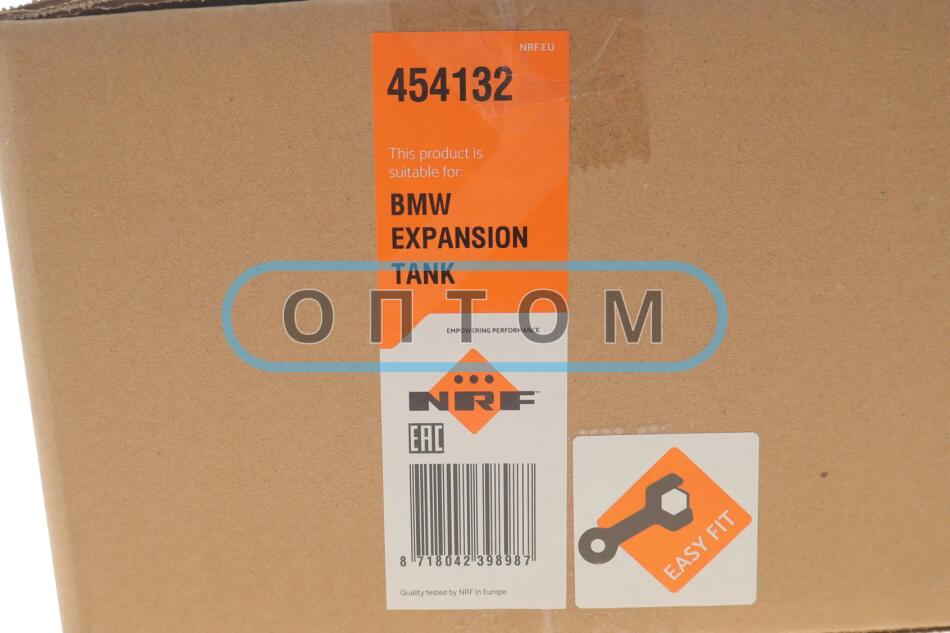 NRF.EU
454132
This product is
suitable for:
BMW
EXPANSION
TANK
ОПТОМ
EMPOWERING PERFORMANCE
NRF™
EAC
8 718042 398987
Quality tested by NRF in Europe
EASY FIT